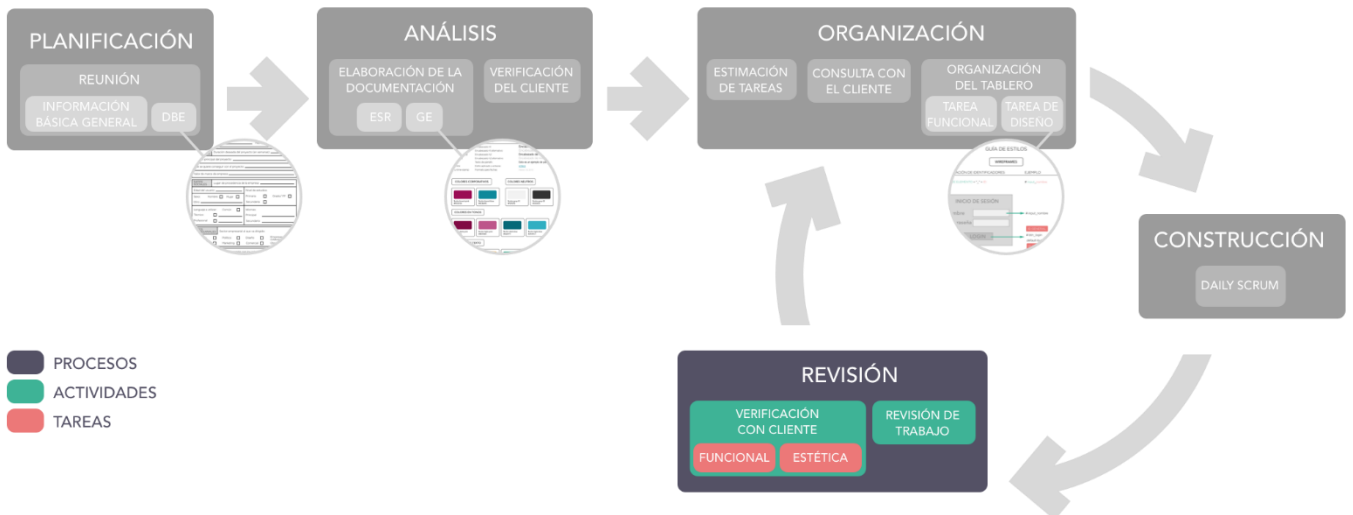 PLANIFICACIÓN
REUNIÓN
INFORMACIÓN
BÁSICA GENERAL
DBE
ANÁLISIS
ELABORACIÓN DE LA
DOCUMENTACIÓN
ESR
GE
VERIFICACIÓN
DEL CLIENTE
ORGANIZACIÓN
ESTIMACIÓN
DE TAREAS
CONSULTA CON
EL CLIENTE
ORGANIZACIÓN
DEL TABLERO
TAREA
FUNCIONAL
TAREA DE
DISEÑO
GUÍA DE ESTILOS
INICIO DE SESIÓN
CONSTRUCCIÓN
DAILY SCRUM
PROCESOS
ACTIVIDADES
TAREAS
REVISIÓN
VERIFICACIÓN
CON CLIENTE
FUNCIONAL
ESTÉTICA
REVISIÓN DE
TRABAJO